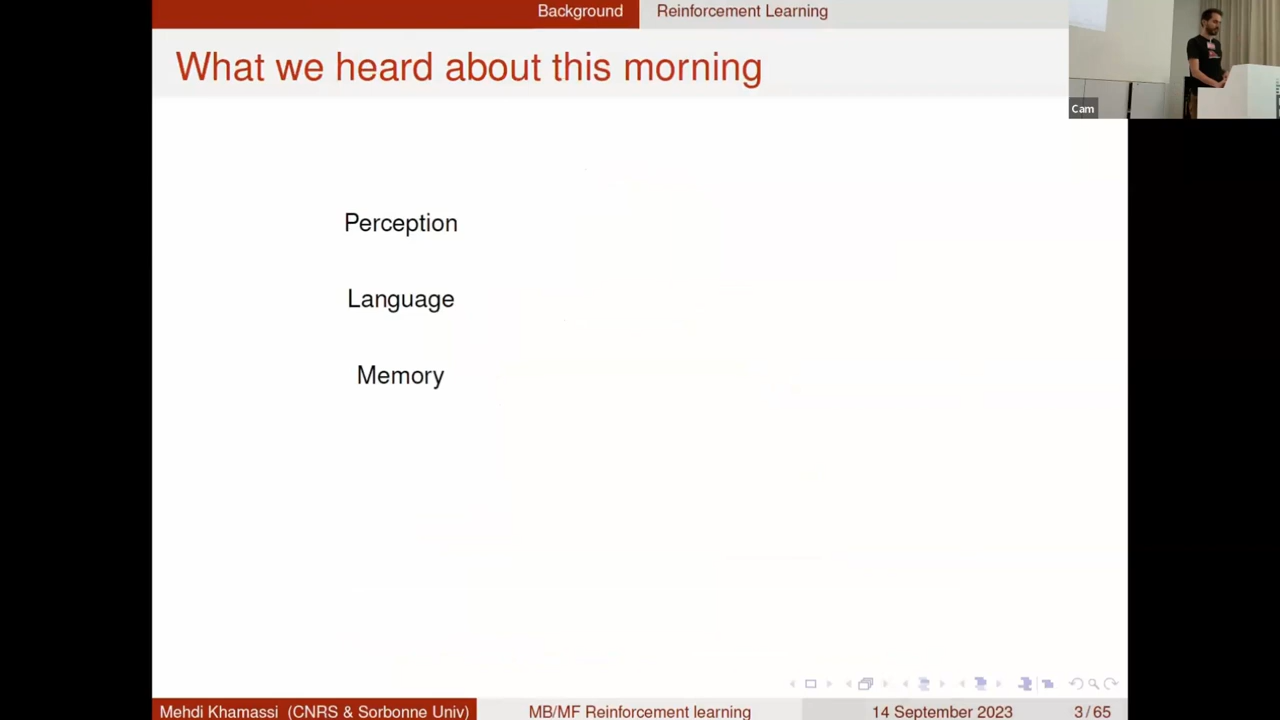 Background Reinforcement Learning
What we heard about this morning
Cam
Perception
Language
Memory
Mehdi Khamassi (CNRS & Sorbonne Univ) MB/MF Reinforcement learning 14 September 2023 3 / 65